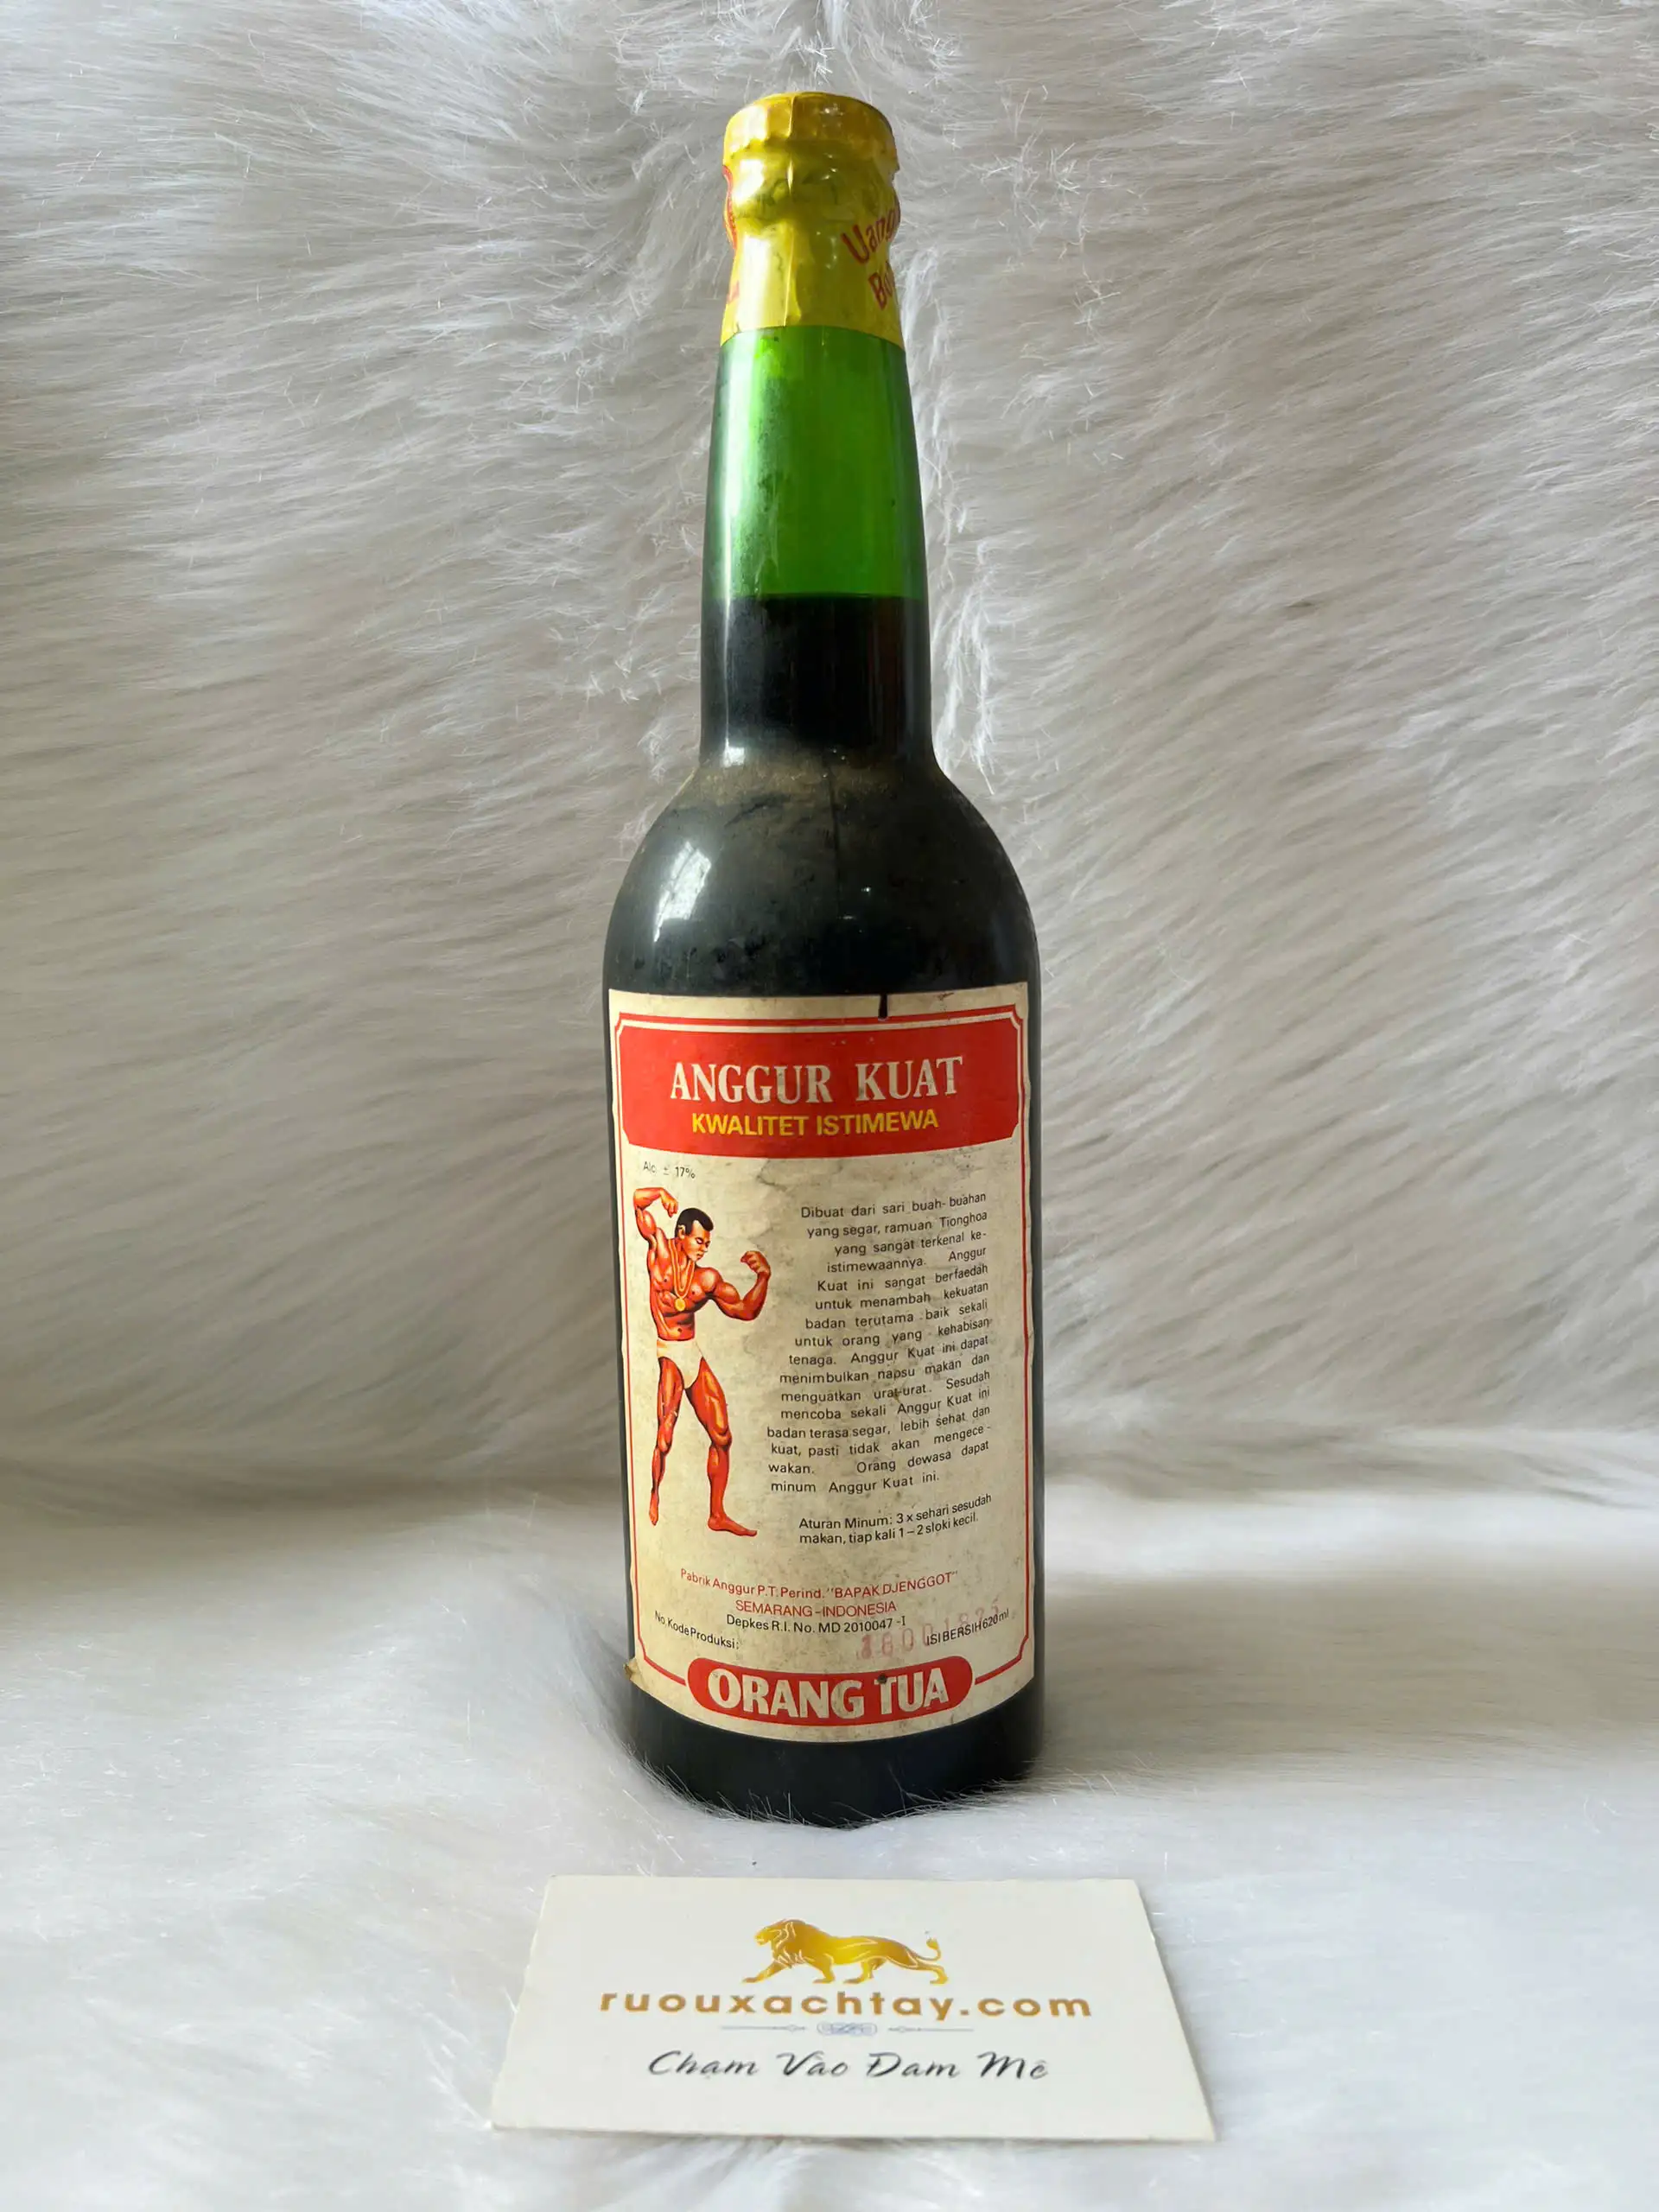 ANGGUR KUAT
KWALITET ISTIMEWA
Alc ± 17%
Dibuat dari sari buah-buahan
yang segar, ramuan Tionghoa
yang sangat terkenal ke-
istimewaannya. Anggur
Kuat ini sangat berfaedah
untuk menambah kekuatan
badan terutama baik sekali
untuk orang yang kehabisan
tenaga. Anggur Kuat ini dapat
menimbulkan napsu makan dan
menguatkan urat-urat. Sesudah
mencoba sekali Anggur Kuat ini
badan terasa segar, lebih sehat dan
kuat, pasti tidak akan mengece-
wakan. Orang dewasa dapat
minum Anggur Kuat ini.
Aturan Minum: 3 x sehari sesudah
makan, tiap kali 1 – 2 sloki kecil.
Pabrik Anggur P.T. Perind. "BAPAK DJENGGOT"
SEMARANG-INDONESIA
Depkes R.I. No. MD 2010047-1
No. Kode Produksi:
ISI BERSIH 620 ml
ORANG TUA
ruouxachtay.com
Chạm Vào Đam Mê